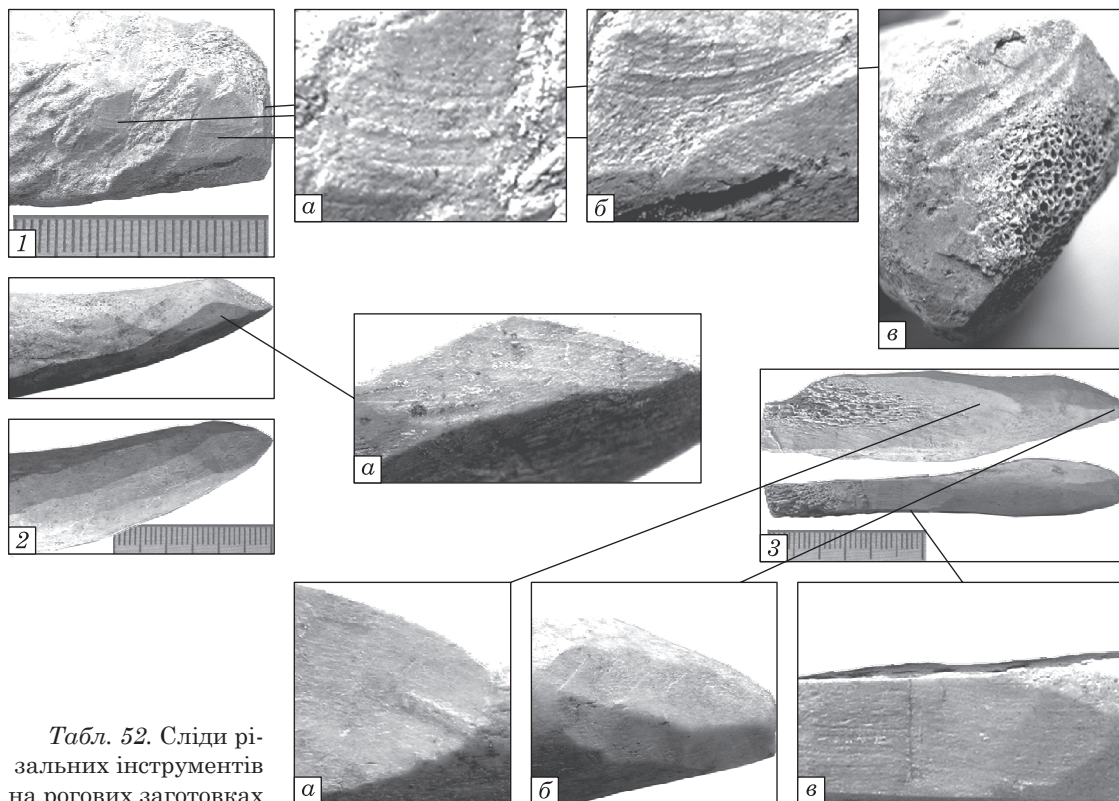 1
а
б
в
2
а
3
а
б
в
Табл. 52. Сліди рі-
зальних інструментів
на рогових заготовках